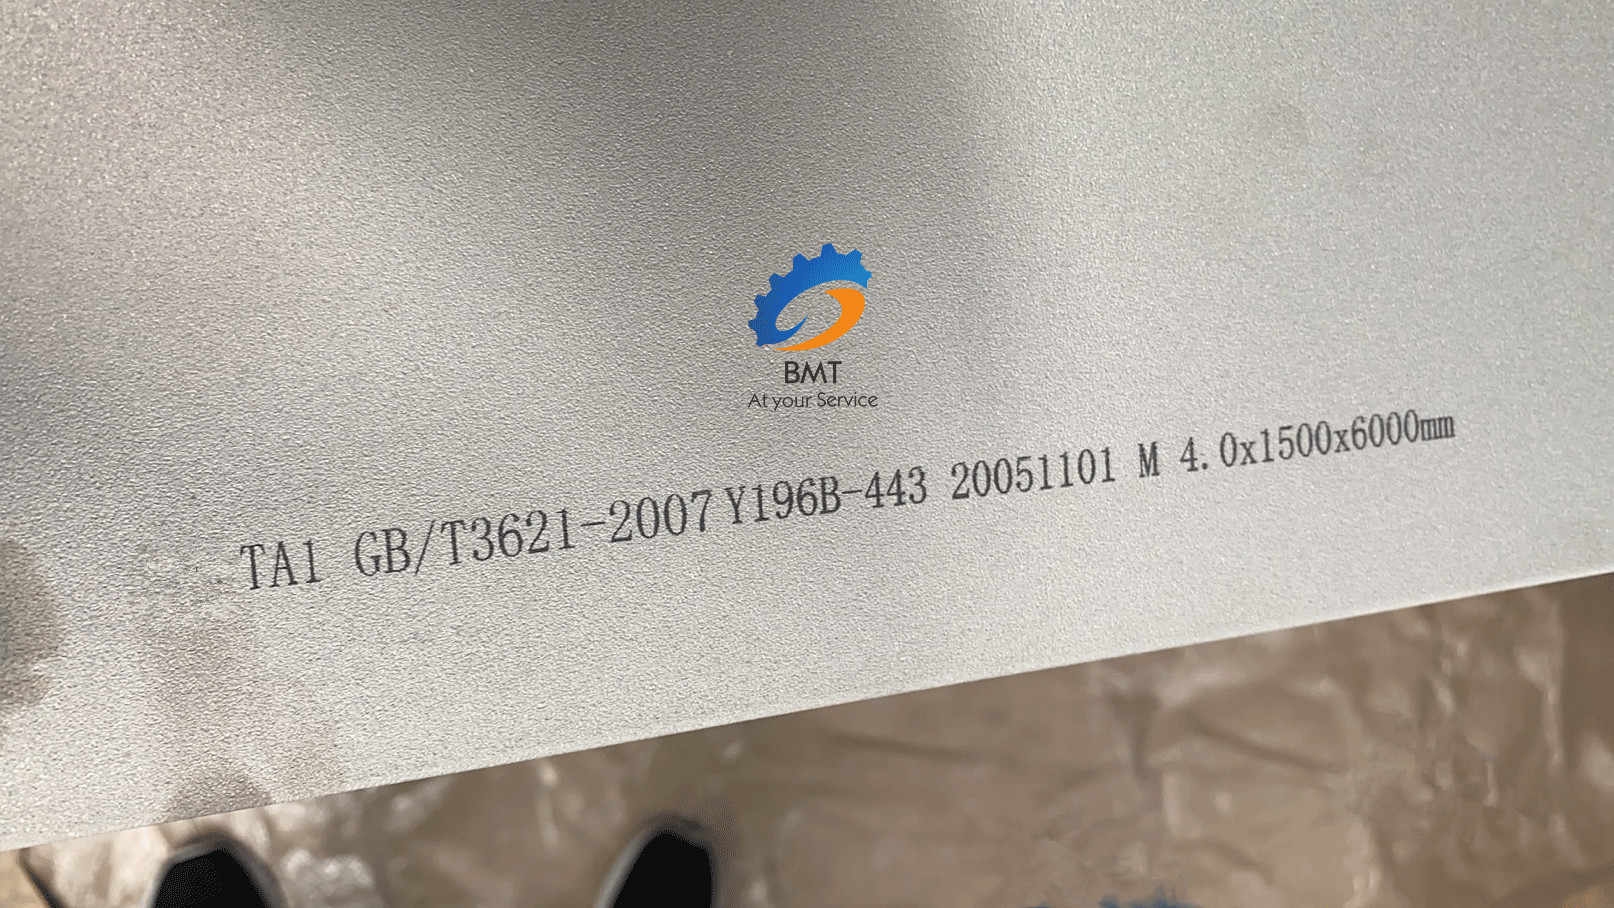 BMT
At your Service
TA1 GB/T3621-2007 Y196B-443 20051101 M 4.0x1500x6000mm